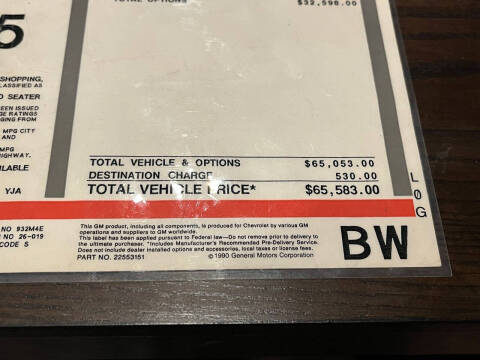 TOTAL OPTIONS $32,598.00
5
SHOPPING,
CLASSIFIED AS
O SEATER
EEN ISSUED
GE RATINGS
GING FROM
MPG CITY
AND
MPG
HIGHWAY.
AILABLE
YJA
TOTAL VEHICLE & OPTIONS $65,053.00
DESTINATION CHARGE 530.00
TOTAL VEHICLE PRICE* $65,583.00
L0G
NO 932M4E
NO 26-019
CODE S
This GM product, including all components, is produced for Chevrolet by various GM
operations and suppliers to GM worldwide.
This label has been applied pursuant to Federal law—Do not remove prior to delivery to
the ultimate purchaser. *Includes Manufacturer's Recommended Pre-Delivery Service.
Does not include dealer installed options and accessories, local taxes or license fees.
PART NO. 22553151 ©1990 General Motors Corporation
BW